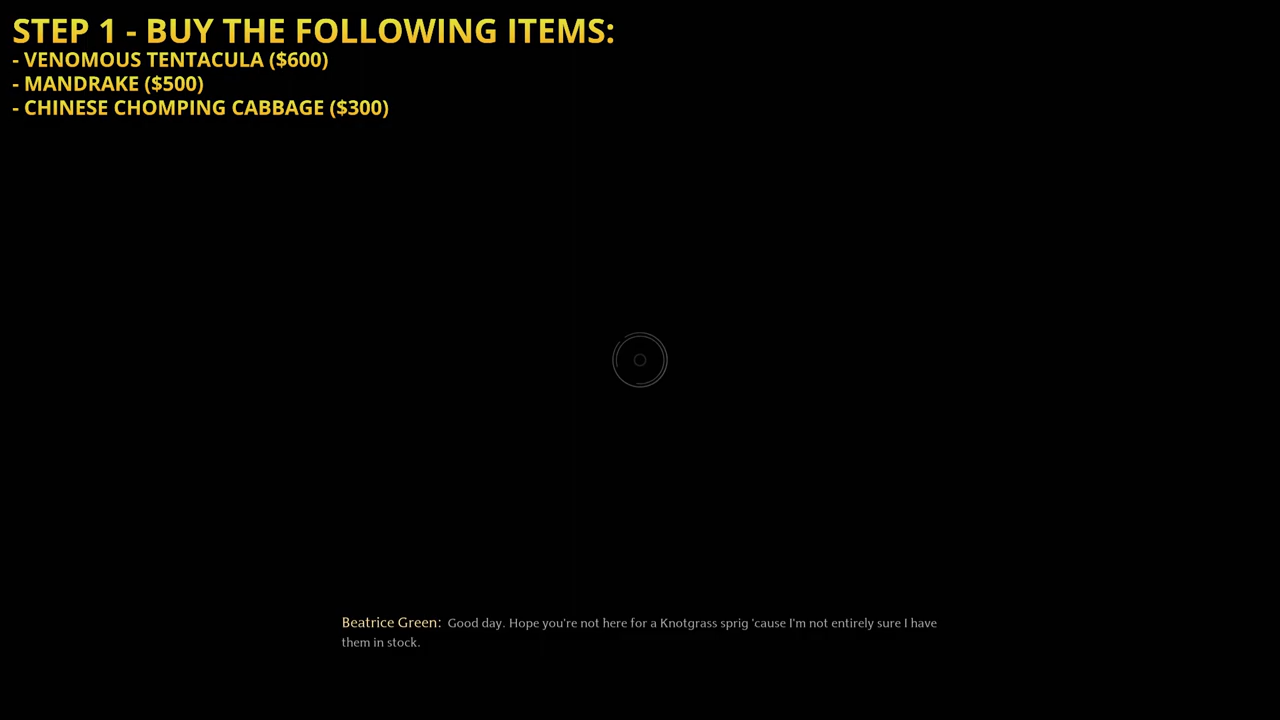 STEP 1 - BUY THE FOLLOWING ITEMS:
- VENOMOUS TENTACULA ($600)
- MANDRAKE ($500)
- CHINESE CHOMPING CABBAGE ($300)
Beatrice Green: Good day. Hope you're not here for a Knotgrass sprig 'cause I'm not entirely sure I have
them in stock.